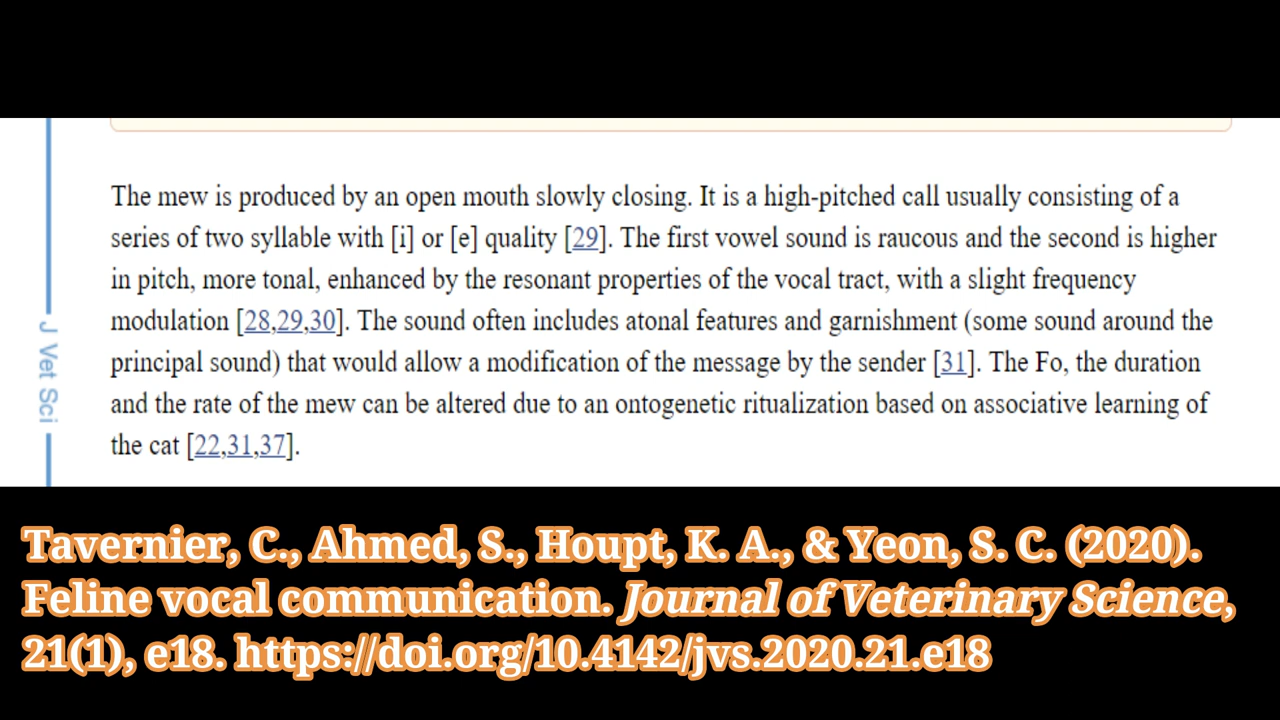 The mew is produced by an open mouth slowly closing. It is a high-pitched call usually consisting of a
series of two syllable with [i] or [e] quality [29]. The first vowel sound is raucous and the second is higher
in pitch, more tonal, enhanced by the resonant properties of the vocal tract, with a slight frequency
modulation [28,29,30]. The sound often includes atonal features and garnishment (some sound around the
principal sound) that would allow a modification of the message by the sender [31]. The Fo, the duration
and the rate of the mew can be altered due to an ontogenetic ritualization based on associative learning of
the cat [22,31,37].
J Vet Sci
Tavernier, C., Ahmed, S., Houpt, K. A., & Yeon, S. C. (2020).
Feline vocal communication. Journal of Veterinary Science,
21(1), e18. https://doi.org/10.4142/jvs.2020.21.e18